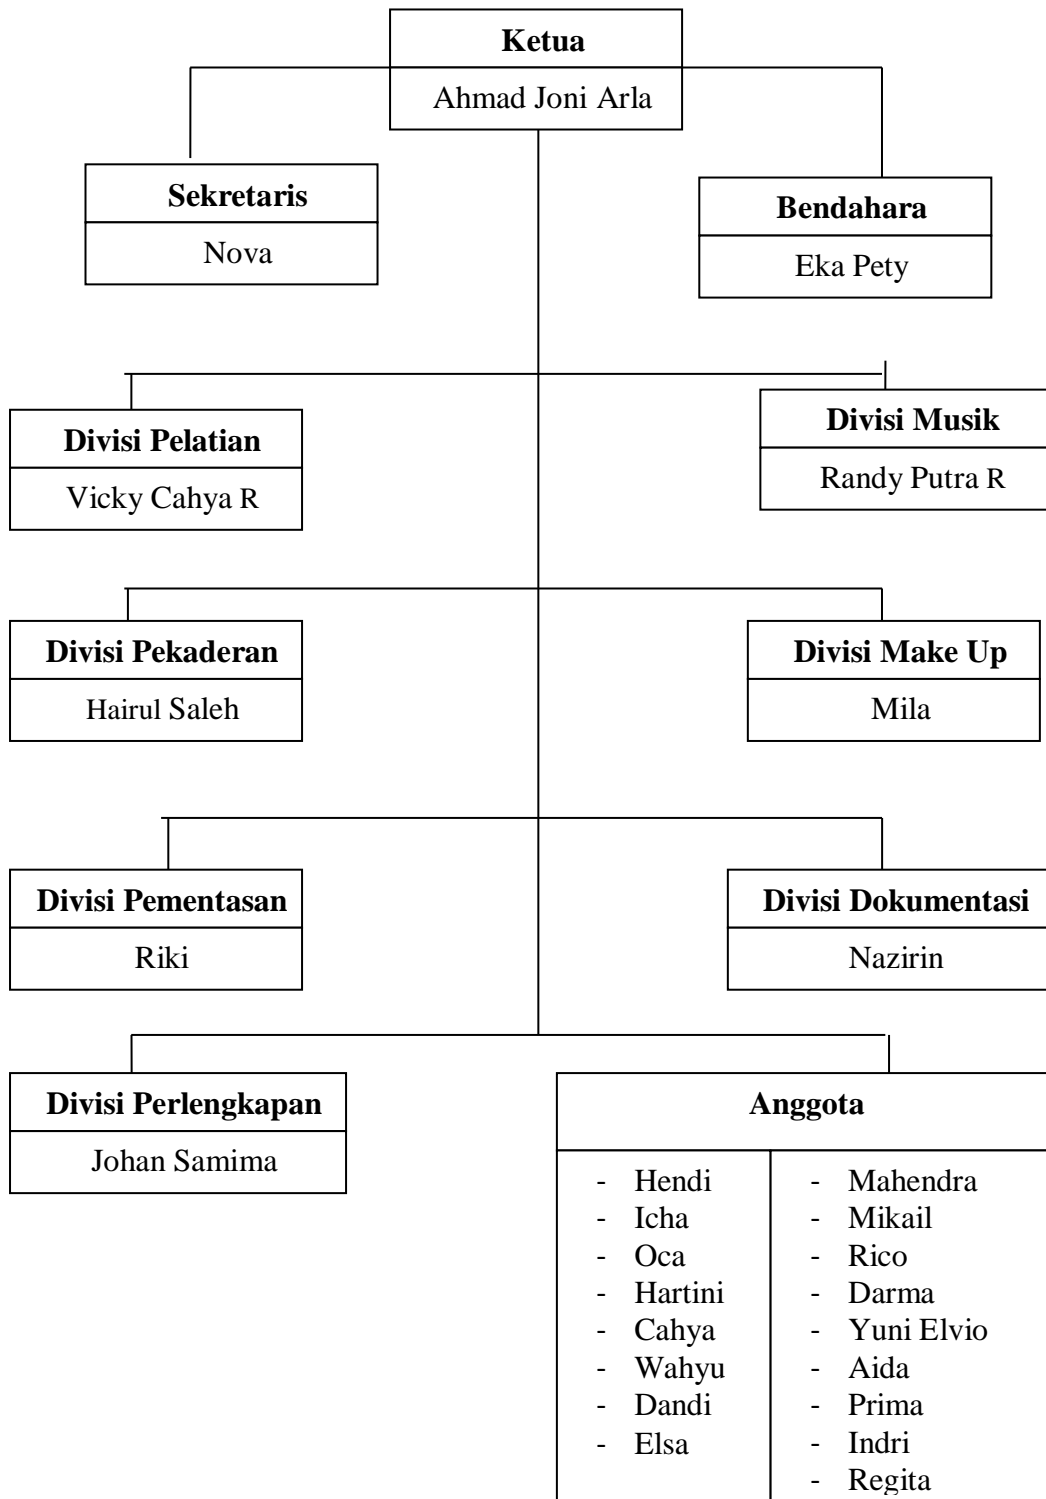 Ketua
Ahmad Joni Arla
Sekretaris
Nova
Bendahara
Eka Pety
Divisi Pelatian
Vicky Cahya R
Divisi Musik
Randy Putra R
Divisi Pekaderan
Hairul Saleh
Divisi Make Up
Mila
Divisi Pementasan
Riki
Divisi Dokumentasi
Nazirin
Divisi Perlengkapan
Johan Samima
Anggota
- Hendi
- Icha
- Oca
- Hartini
- Cahya
- Wahyu
- Dandi
- Elsa
- Mahendra
- Mikail
- Rico
- Darma
- Yuni Elvio
- Aida
- Prima
- Indri
- Regita